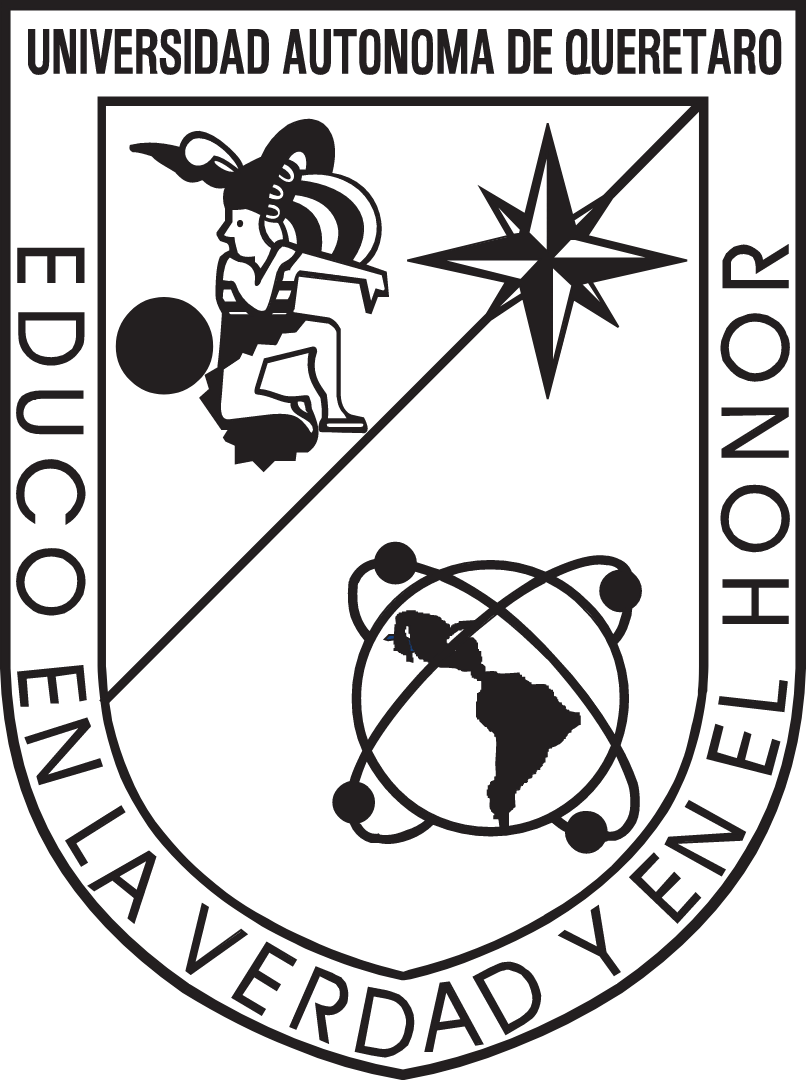 UNIVERSIDAD AUTONOMA DE QUERETARO
EDUCO EN LA VERDAD Y EN EL HONOR